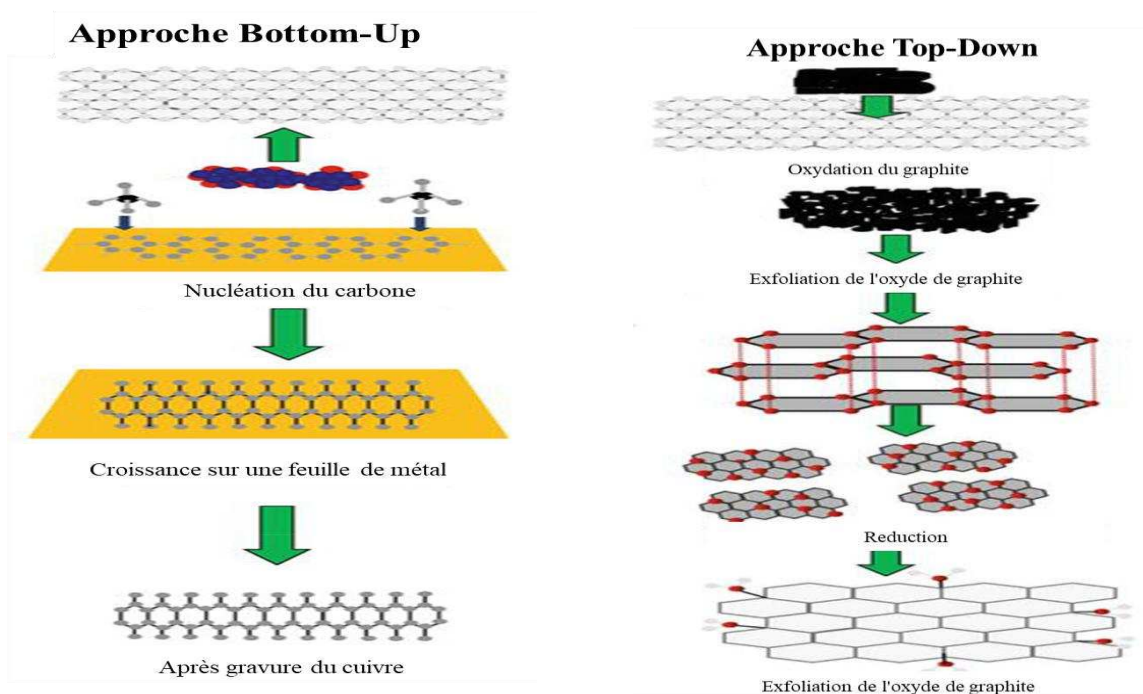 Approche Bottom-Up
Nucléation du carbone
Croissance sur une feuille de métal
Après gravure du cuivre
Approche Top-Down
Oxydation du graphite
Exfoliation de l'oxyde de graphite
Reduction
Exfoliation de l'oxyde de graphite